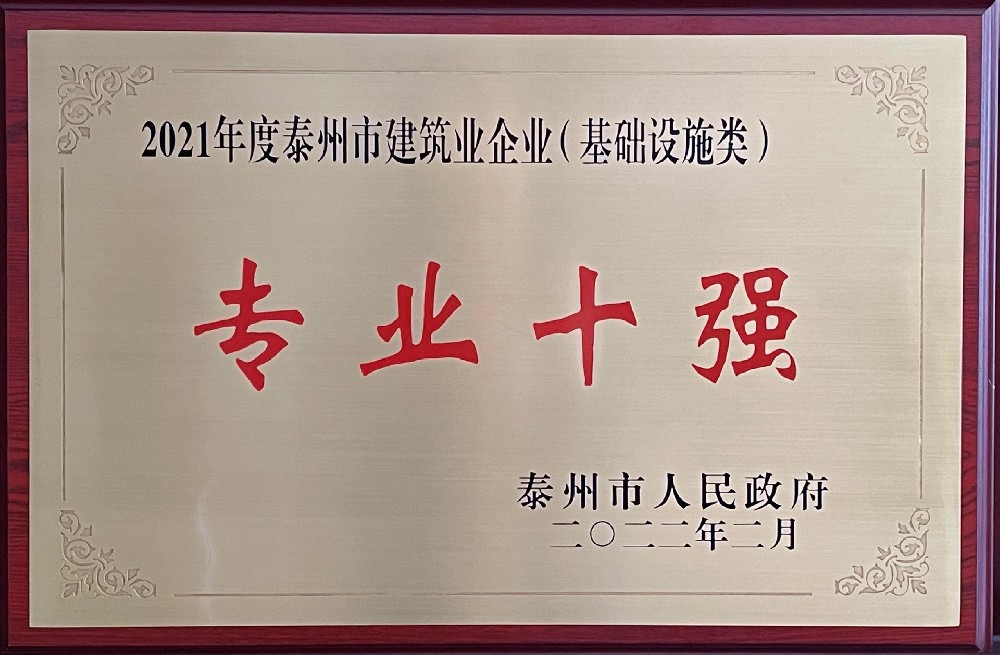 2021年度泰州市建筑业企业（基础设施类）
专业十强
泰州市人民政府
二〇二二年二月